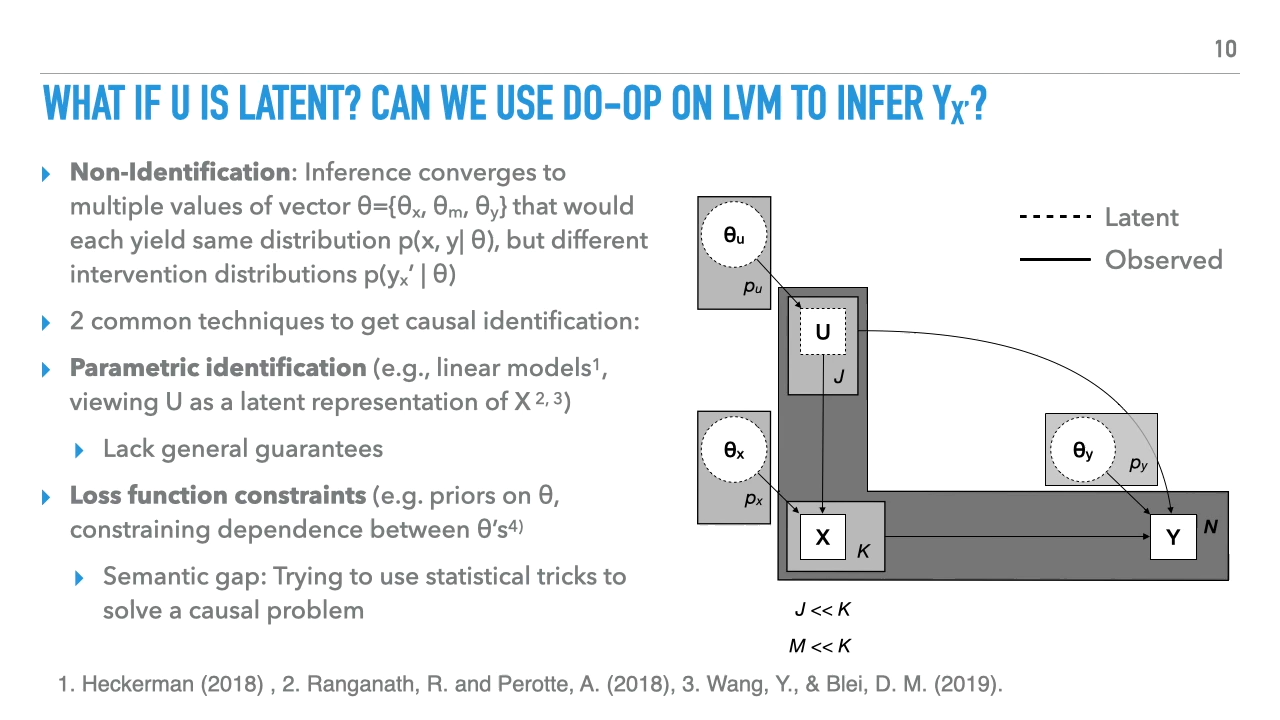 10
WHAT IF U IS LATENT? CAN WE USE DO-OP ON LVM TO INFER Yx'?
▸ Non-Identification: Inference converges to
multiple values of vector θ={θx, θm, θy} that would
each yield same distribution p(x, y| θ), but different
intervention distributions p(yx′ | θ)
▸ 2 common techniques to get causal identification:
▸ Parametric identification (e.g., linear models1,
viewing U as a latent representation of X 2, 3)
▸ Lack general guarantees
▸ Loss function constraints (e.g. priors on θ,
constraining dependence between θ’s4)
▸ Semantic gap: Trying to use statistical tricks to
solve a causal problem
Latent
Observed
θu
pu
U
J
θx
px
θy
py
X
K
Y
N
J << K
M << K
1. Heckerman (2018) , 2. Ranganath, R. and Perotte, A. (2018), 3. Wang, Y., & Blei, D. M. (2019).